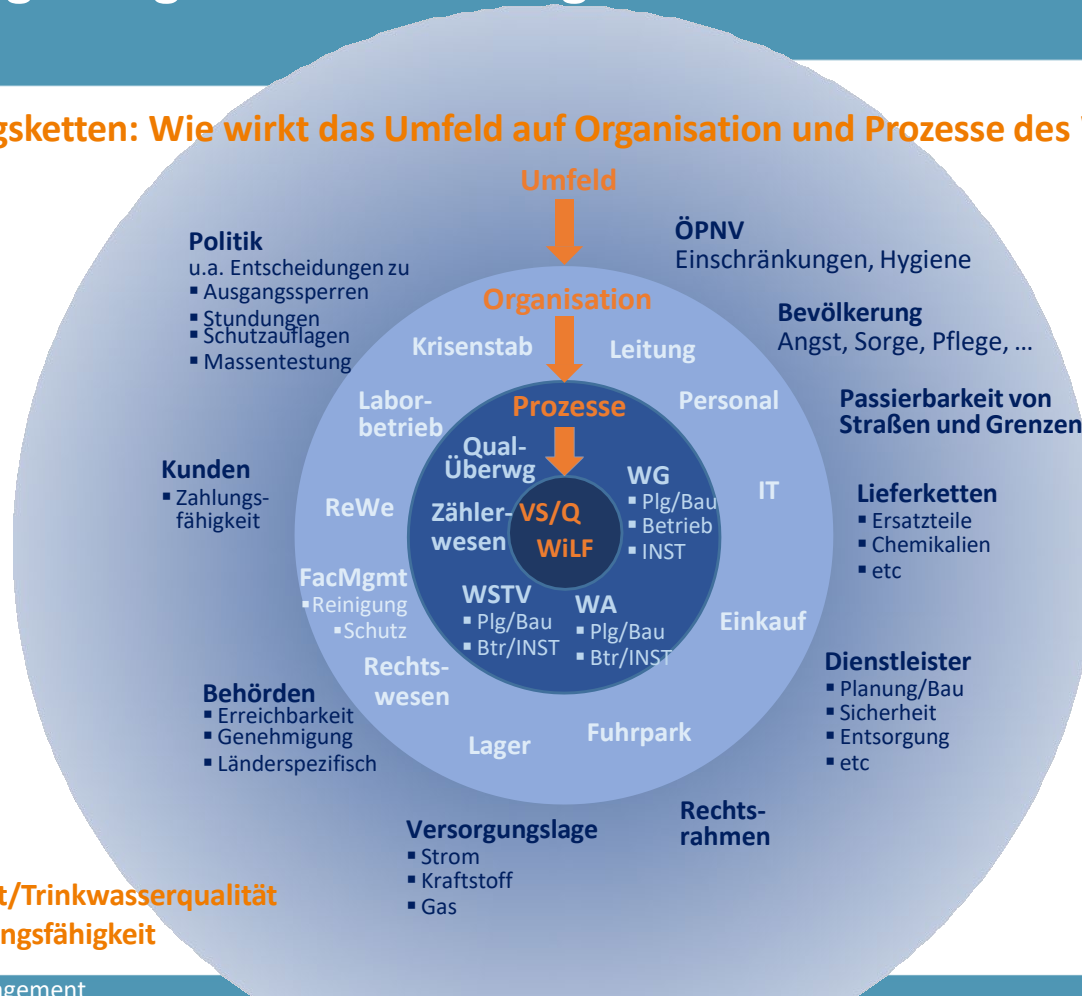 gsketten: Wie wirkt das Umfeld auf Organisation und Prozesse des
Umfeld
Politik
u.a. Entscheidungen zu
▪ Ausgangssperren
▪ Stundungen
▪ Schutzauflagen
▪ Massentestung
ÖPNV
Einschränkungen, Hygiene
Bevölkerung
Angst, Sorge, Pflege, ...
Passierbarkeit von
Straßen und Grenzen
Kunden
▪ Zahlungs-
fähigkeit
Lieferketten
▪ Ersatzteile
▪ Chemikalien
▪ etc
Dienstleister
▪ Planung/Bau
▪ Sicherheit
▪ Entsorgung
▪ etc
Behörden
▪ Erreichbarkeit
▪ Genehmigung
▪ Länderspezifisch
Versorgungslage
▪ Strom
▪ Kraftstoff
▪ Gas
Rechts-
rahmen
Organisation
Krisenstab
Leitung
Labor-
betrieb
Personal
ReWe
IT
FacMgmt
▪ Reinigung
▪ Schutz
Einkauf
Rechts-
wesen
Lager
Fuhrpark
Prozesse
Qual-
Überwg
Zähler-
wesen
WG
▪ Plg/Bau
▪ Betrieb
▪ INST
WSTV
▪ Plg/Bau
▪ Btr/INST
WA
▪ Plg/Bau
▪ Btr/INST
VS/Q
WiLF
t/Trinkwasserqualität
ngsfähigkeit
agement